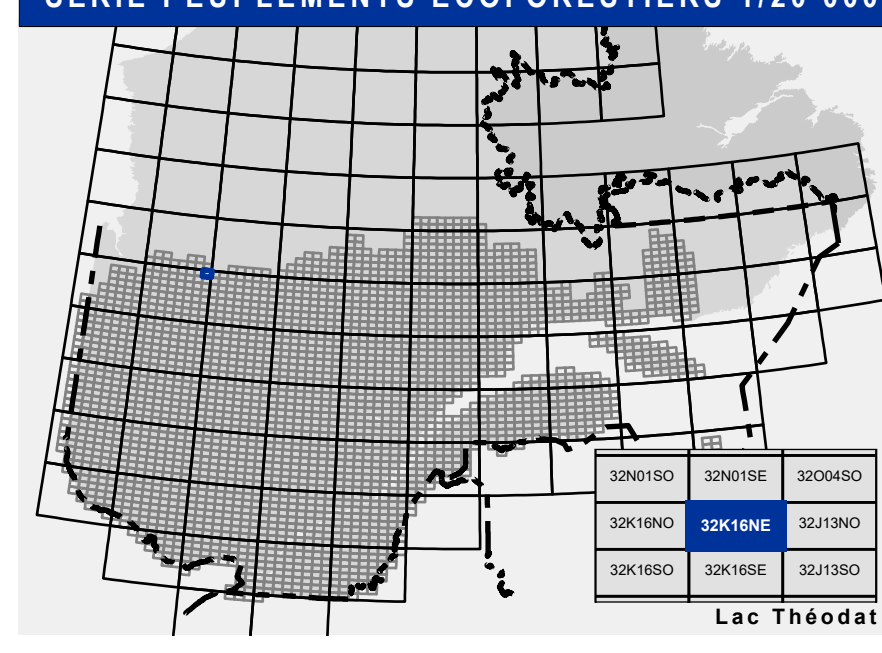 SÉRIE PEUPLEMENTS ÉCOFORESTIERS 1/20 000
32N01SO 32N01SE 32O04SO
32K16NO 32K16NE 32J13NO
32K16SO 32K16SE 32J13SO
Lac Théodat